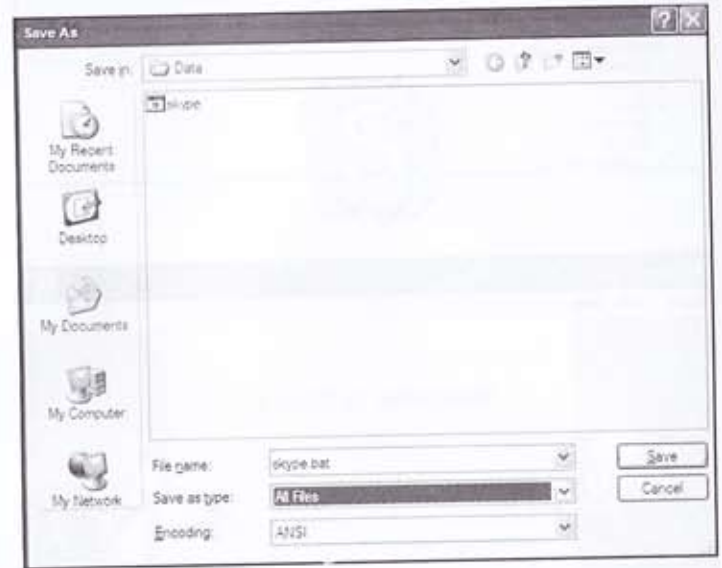 Save As
Save in: Data
skype
My Recent
Documents
Desktop
My Documents
My Computer
My Network
File name: skype.bat Save
Save as type: All Files Cancel
Encoding: ANSI